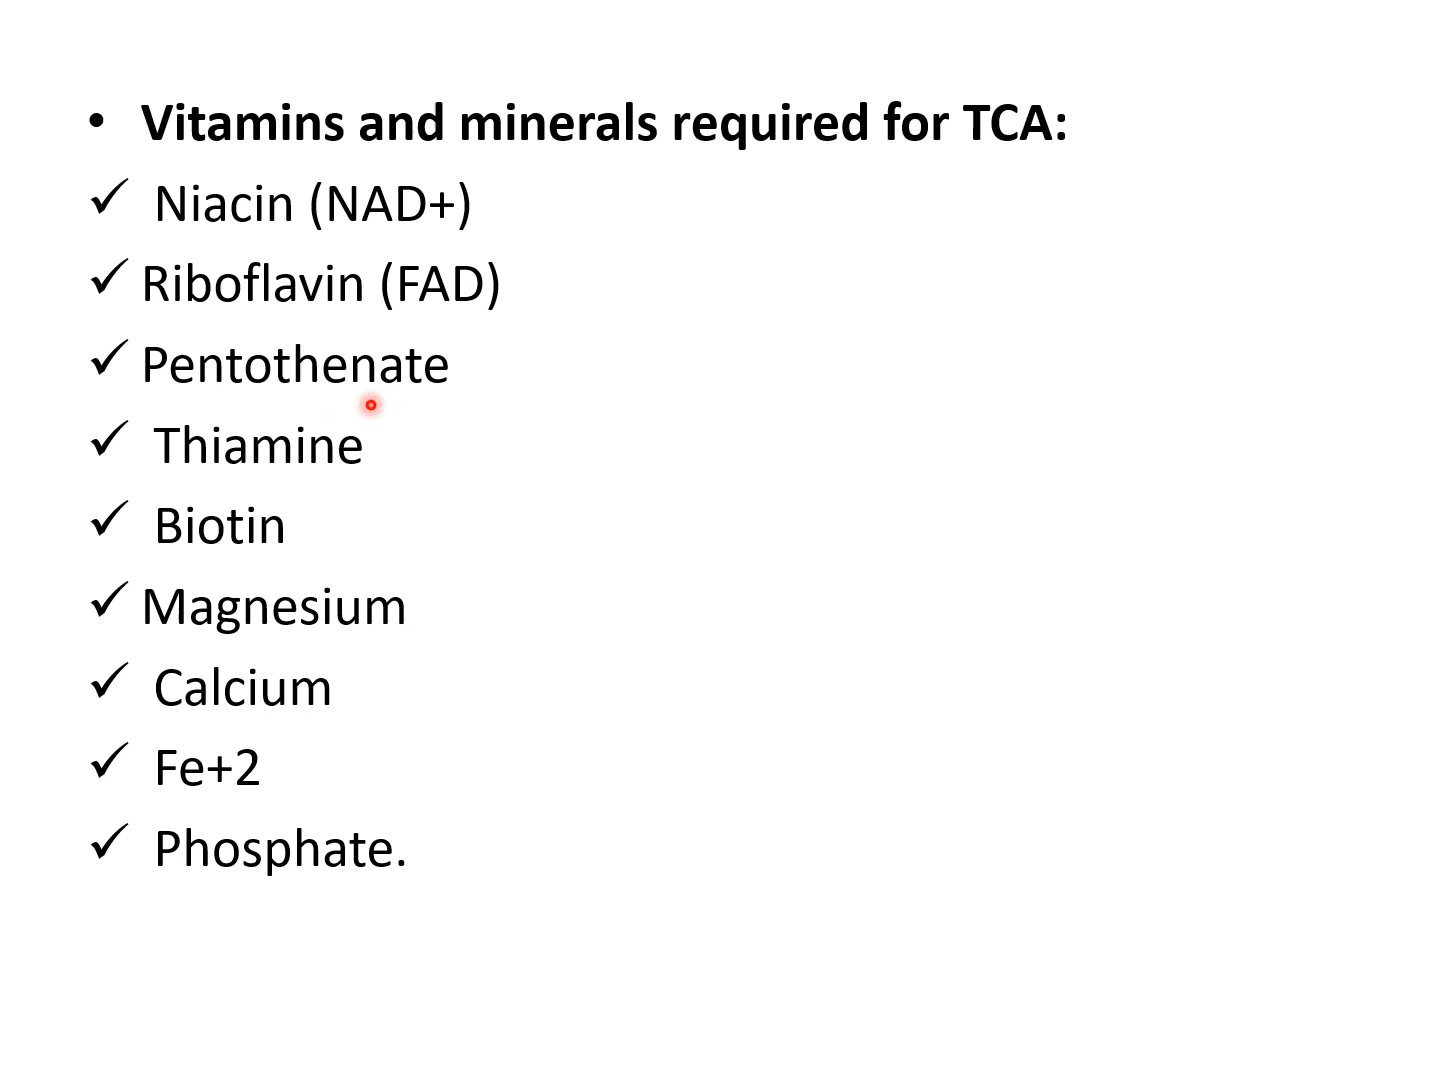 • Vitamins and minerals required for TCA:
✓ Niacin (NAD+)
✓ Riboflavin (FAD)
✓ Pentothenate
✓ Thiamine
✓ Biotin
✓ Magnesium
✓ Calcium
✓ Fe+2
✓ Phosphate.